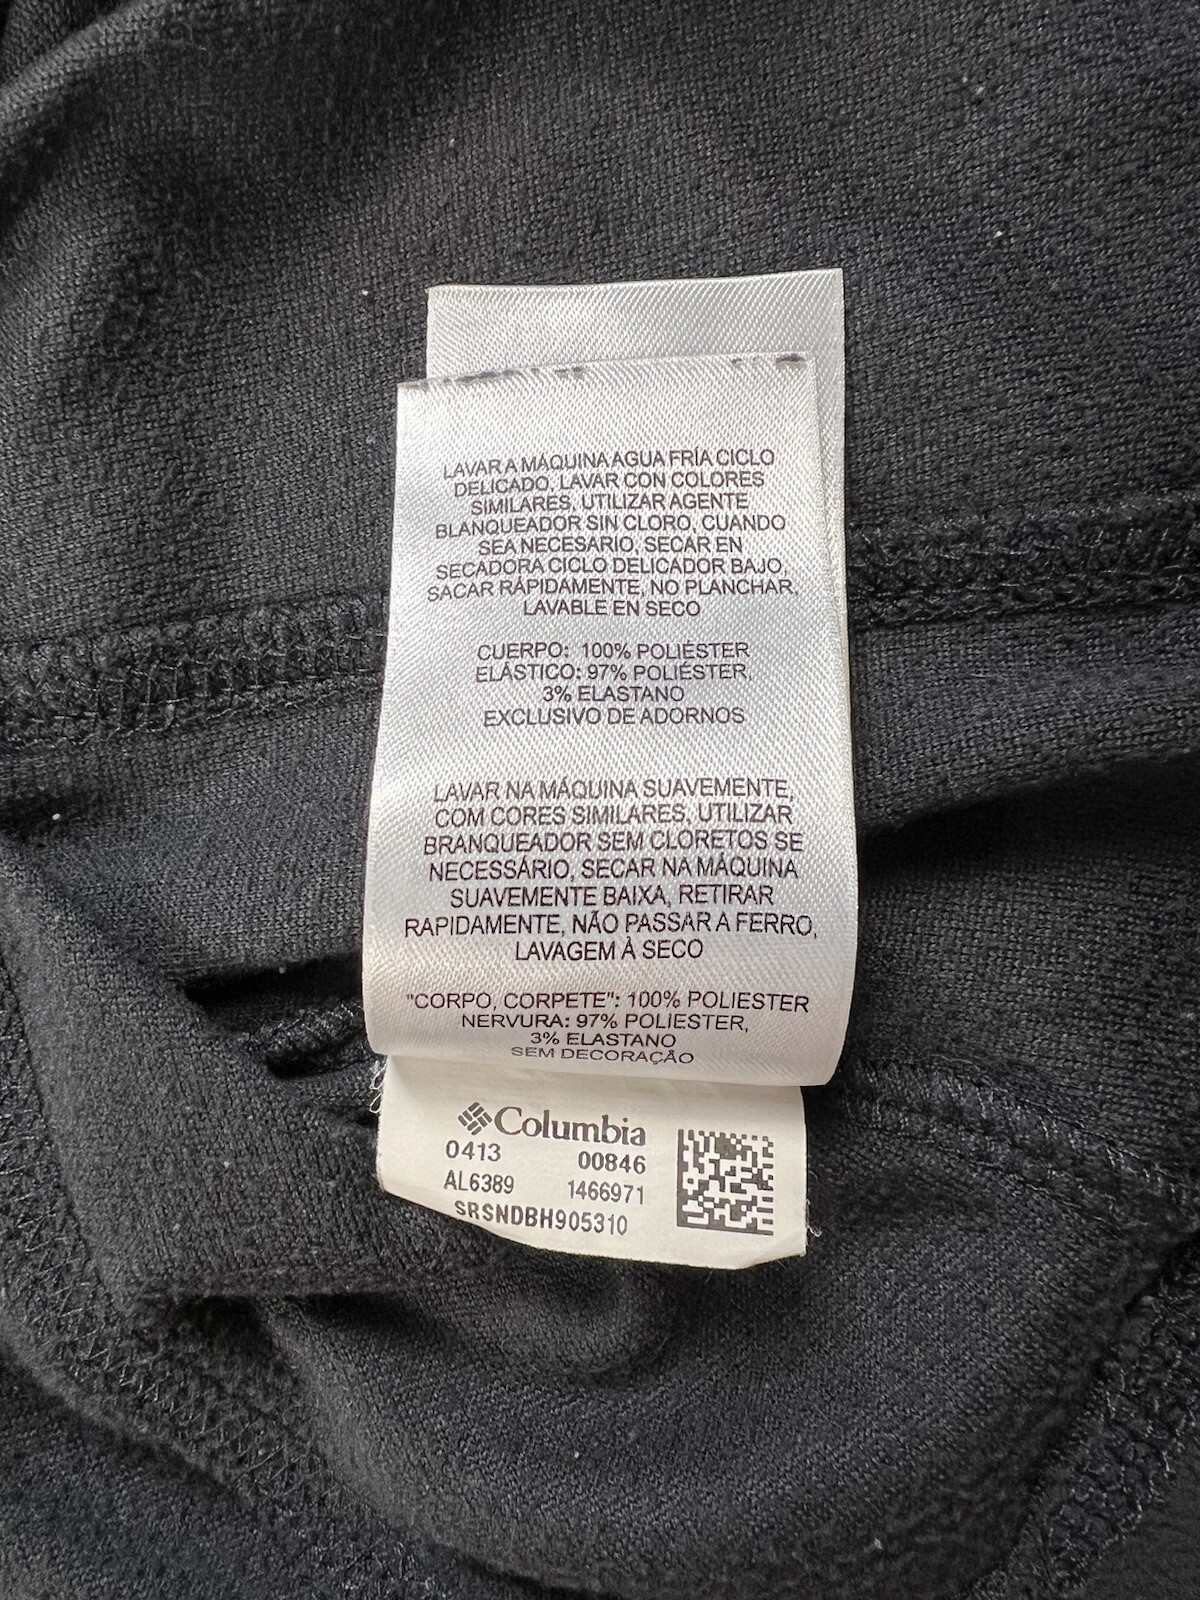 LAVAR A MÁQUINA AGUA FRÍA CICLO
DELICADO, LAVAR CON COLORES
SIMILARES, UTILIZAR AGENTE
BLANQUEADOR SIN CLORO, CUANDO
SEA NECESARIO, SECAR EN
SECADORA CICLO DELICADOR BAJO,
SACAR RÁPIDAMENTE, NO PLANCHAR,
LAVABLE EN SECO
CUERPO: 100% POLIÉSTER
ELÁSTICO: 97% POLIÉSTER,
3% ELASTANO
EXCLUSIVO DE ADORNOS
LAVAR NA MÁQUINA SUAVEMENTE,
COM CORES SIMILARES, UTILIZAR
BRANQUEADOR SEM CLORETOS SE
NECESSÁRIO, SECAR NA MÁQUINA
SUAVEMENTE BAIXA, RETIRAR
RAPIDAMENTE, NÃO PASSAR A FERRO,
LAVAGEM À SECO
"CORPO, CORPETE": 100% POLIESTER
NERVURA: 97% POLIESTER,
3% ELASTANO
SEM DECORAÇÃO
Columbia
0413 00846
AL6389 1466971
SRSNDBH905310